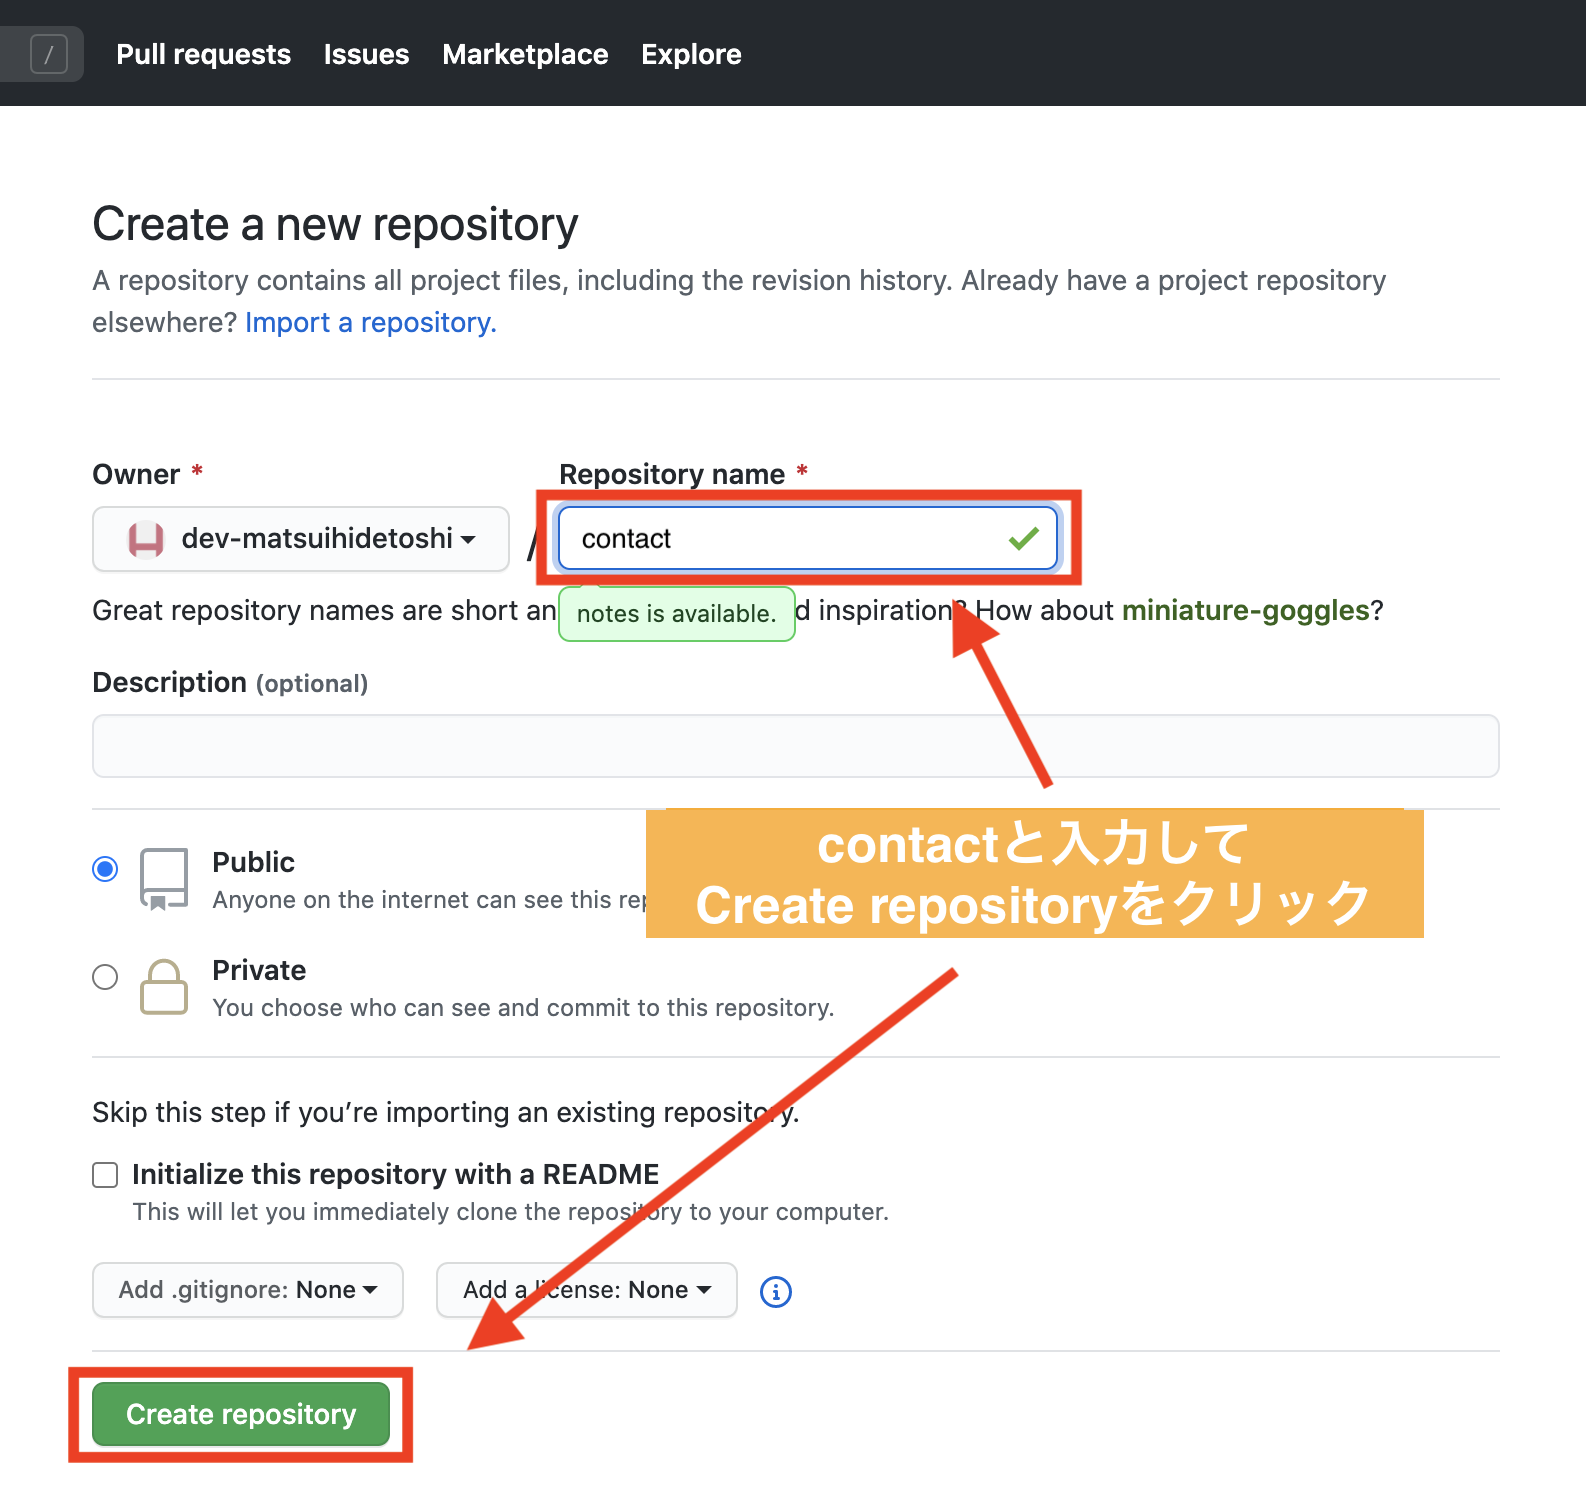 / Pull requests Issues Marketplace Explore
Create a new repository
A repository contains all project files, including the revision history. Already have a project repository
elsewhere? Import a repository.
Owner * Repository name *
dev-matsuihidetoshi / contact
Great repository names are short an notes is available. d inspiration? How about miniature-goggles?
Description (optional)
contactと入力して
Create repositoryをクリック
Public
Anyone on the internet can see this rep
Private
You choose who can see and commit to this repository.
Skip this step if you’re importing an existing repository.
Initialize this repository with a README
This will let you immediately clone the repository to your computer.
Add .gitignore: None Add a license: None
Create repository